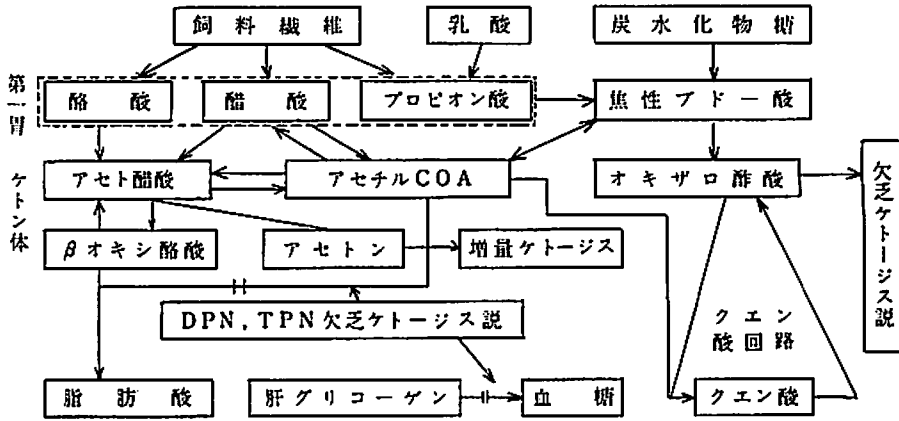 飼料繊維
乳酸
炭水化物糖
第一胃
酪酸
醋酸
プロピオン酸
焦性ブドー酸
ケトン体
アセト醋酸
アセチルCOA
オキザロ酢酸
欠乏ケトージス説
βオキシ酪酸
アセトン
増量ケトージス
DPN,TPN欠乏ケトージス説
クエン
酸回路
脂肪酸
肝グリコーゲン
血糖
クエン酸